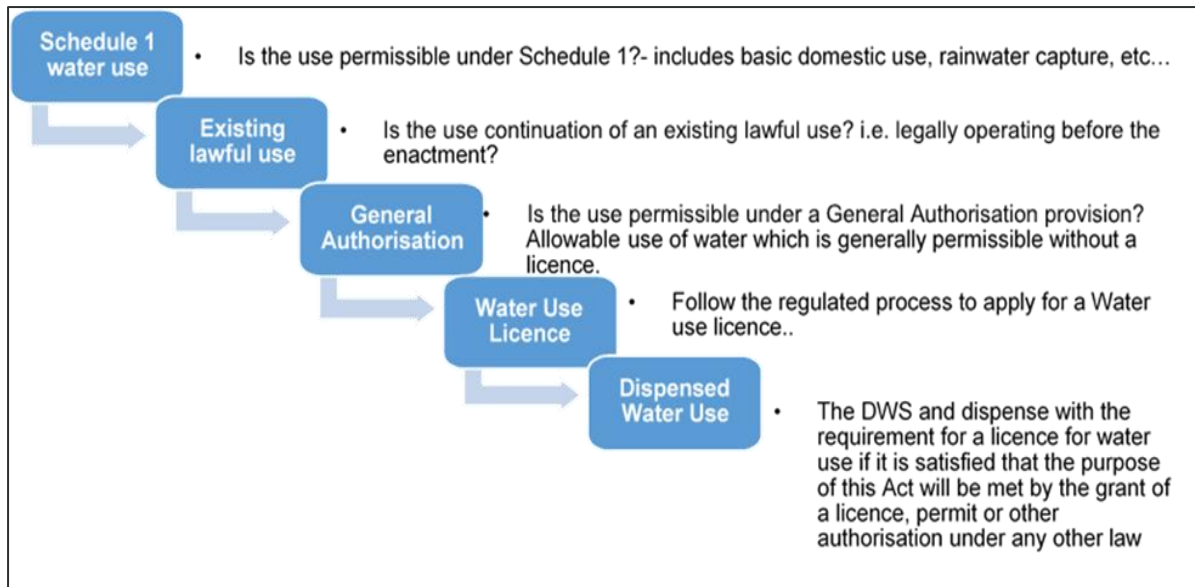 Schedule 1
water use
• Is the use permissible under Schedule 1?- includes basic domestic use, rainwater capture, etc…
Existing
lawful use
• Is the use continuation of an existing lawful use? i.e. legally operating before the
enactment?
General
Authorisation
• Is the use permissible under a General Authorisation provision?
Allowable use of water which is generally permissible without a
licence.
Water Use
Licence
• Follow the regulated process to apply for a Water
use licence..
Dispensed
Water Use
• The DWS and dispense with the
requirement for a licence for water
use if it is satisfied that the purpose
of this Act will be met by the grant of
a licence, permit or other
authorisation under any other law